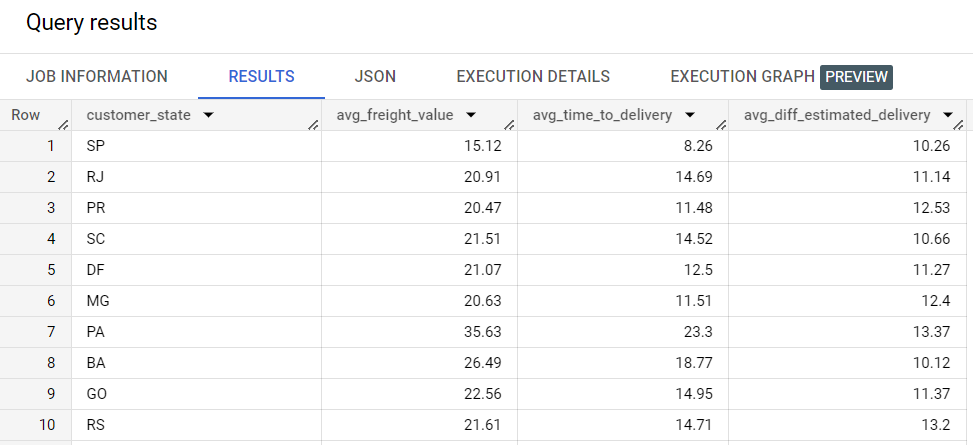 Query results
JOB INFORMATION RESULTS JSON EXECUTION DETAILS EXECUTION GRAPH PREVIEW
Row customer_state avg_freight_value avg_time_to_delivery avg_diff_estimated_delivery
1 SP 15.12 8.26 10.26
2 RJ 20.91 14.69 11.14
3 PR 20.47 11.48 12.53
4 SC 21.51 14.52 10.66
5 DF 21.07 12.5 11.27
6 MG 20.63 11.51 12.4
7 PA 35.63 23.3 13.37
8 BA 26.49 18.77 10.12
9 GO 22.56 14.95 11.37
10 RS 21.61 14.71 13.2